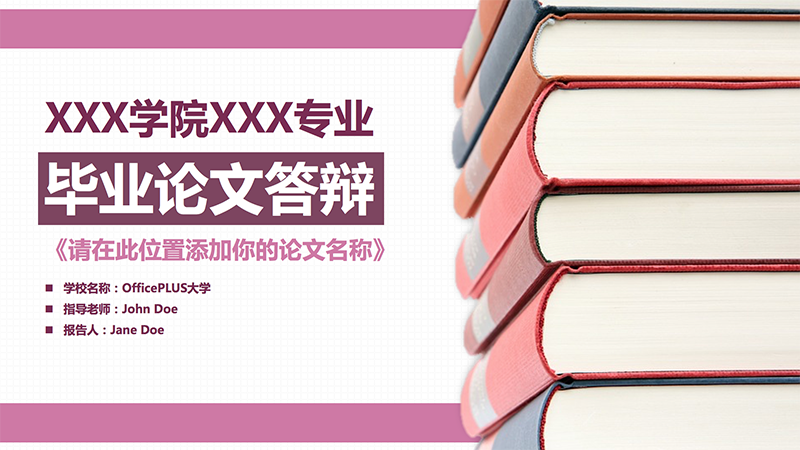 XXX学院XXX专业
毕业论文答辩
《请在此位置添加你的论文名称》
学校名称：OfficePLUS大学
指导老师：John Doe
报告人：Jane Doe